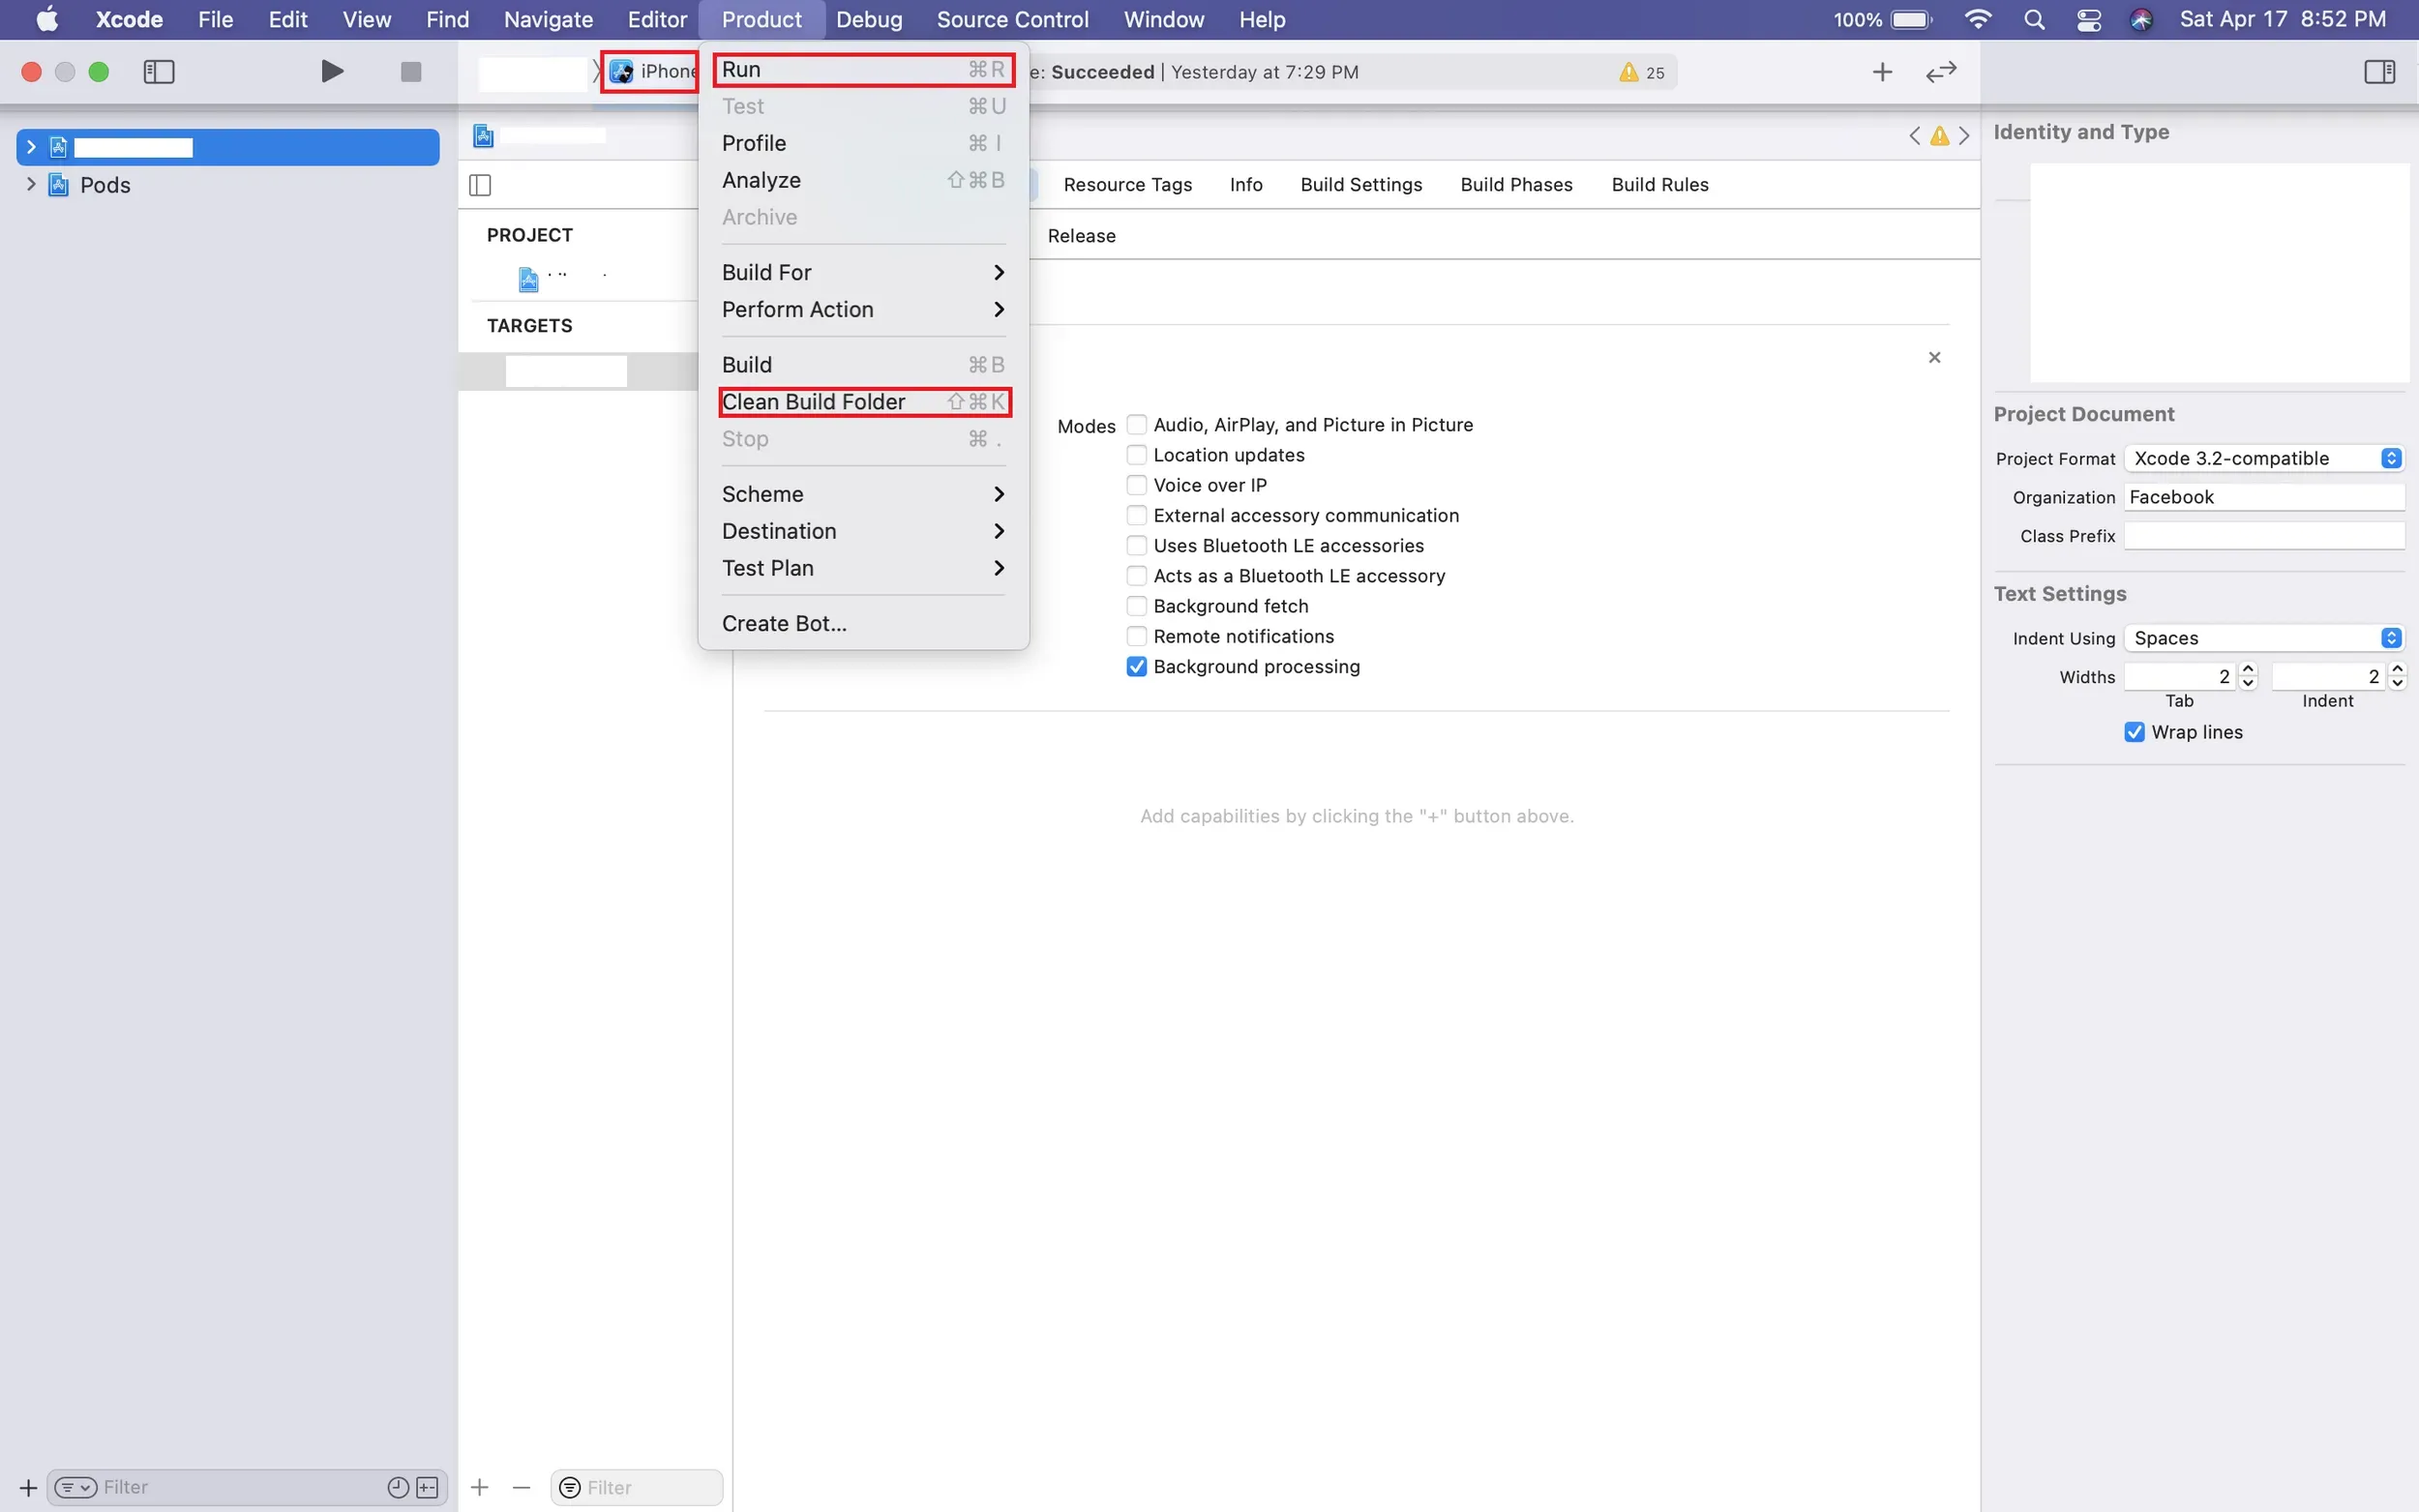 Xcode File Edit View Find Navigate Editor Product Debug Source Control Window Help 100% Sat Apr 17 8:52 PM
iPhone
e: Succeeded | Yesterday at 7:29 PM 25
Run ⌘R
Test ⌘U
Profile ⌘I
Analyze ⇧⌘B
Archive
Build For
Perform Action
Build ⌘B
Clean Build Folder ⇧⌘K
Stop ⌘.
Scheme
Destination
Test Plan
Create Bot...
Pods
Filter
PROJECT
TARGETS
Filter
Resource Tags Info Build Settings Build Phases Build Rules
Release
Modes
Audio, AirPlay, and Picture in Picture
Location updates
Voice over IP
External accessory communication
Uses Bluetooth LE accessories
Acts as a Bluetooth LE accessory
Background fetch
Remote notifications
Background processing
Add capabilities by clicking the "+" button above.
Identity and Type
Project Document
Project Format Xcode 3.2-compatible
Organization Facebook
Class Prefix
Text Settings
Indent Using Spaces
Widths 2 2
Tab Indent
Wrap lines